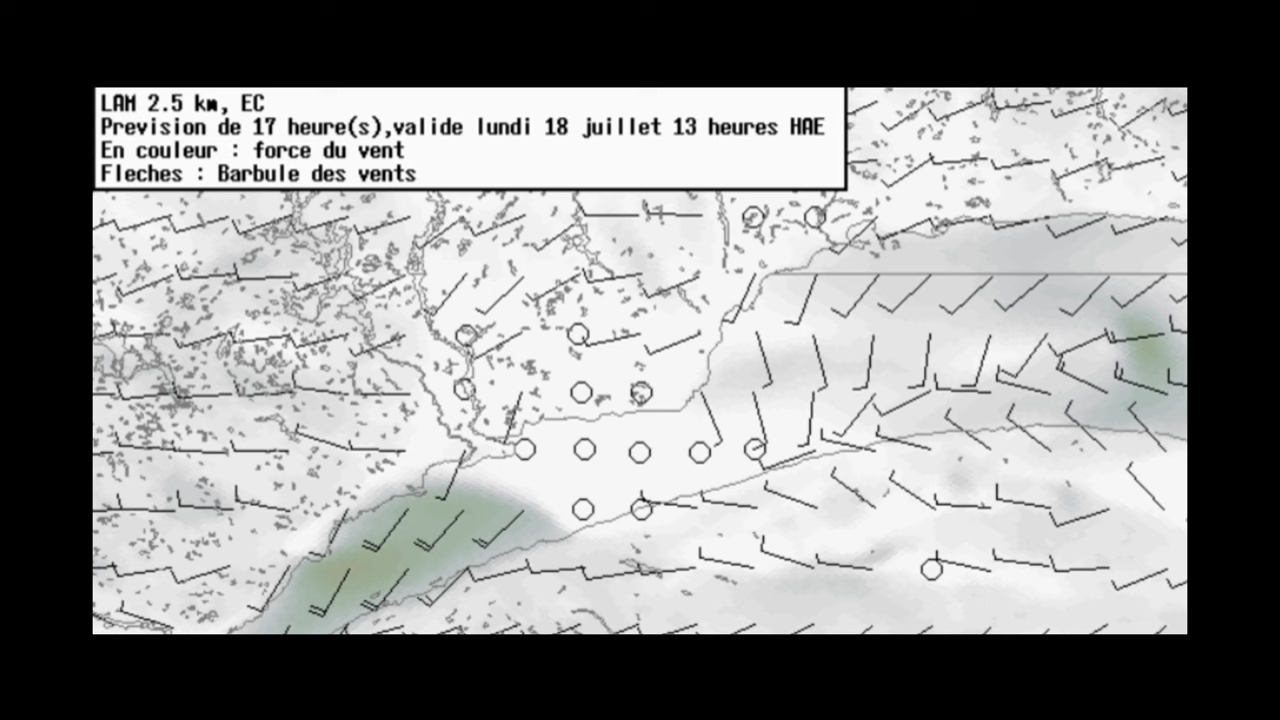 LAM 2.5 km, EC
Prevision de 17 heure(s),valide lundi 18 juillet 13 heures HAE
En couleur : force du vent
Fleches : Barbule des vents